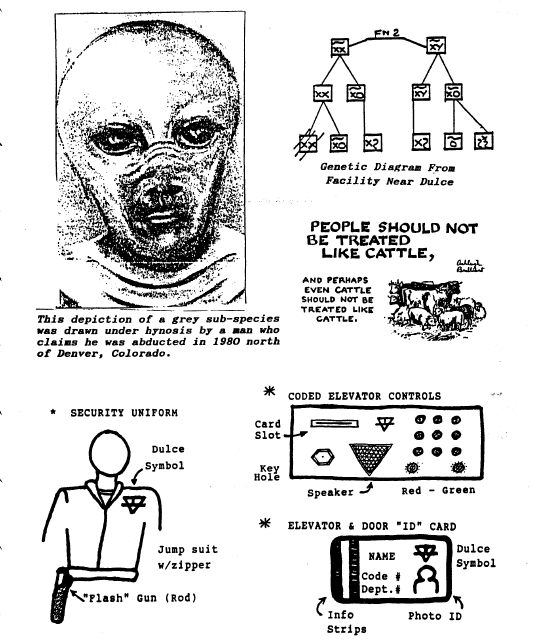 This depiction of a grey sub-species
was drawn under hynosis by a man who
claims he was abducted in 1980 north
of Denver, Colorado.
FN 2
XX
XY
XX
XO
XY
XO
XX
XO
Genetic Diagram From
Facility Near Dulce
PEOPLE SHOULD NOT
BE TREATED
LIKE CATTLE,
AND PERHAPS
EVEN CATTLE
SHOULD NOT BE
TREATED LIKE
CATTLE.
Ashleigh
Brilliant
* SECURITY UNIFORM
Dulce
Symbol
Jump suit
w/zipper
"Flash" Gun (Rod)
* CODED ELEVATOR CONTROLS
Card
Slot
Key
Hole
Speaker
Red - Green
* ELEVATOR & DOOR "ID" CARD
NAME
Code #
Dept.#
Dulce
Symbol
Info
Strips
Photo ID